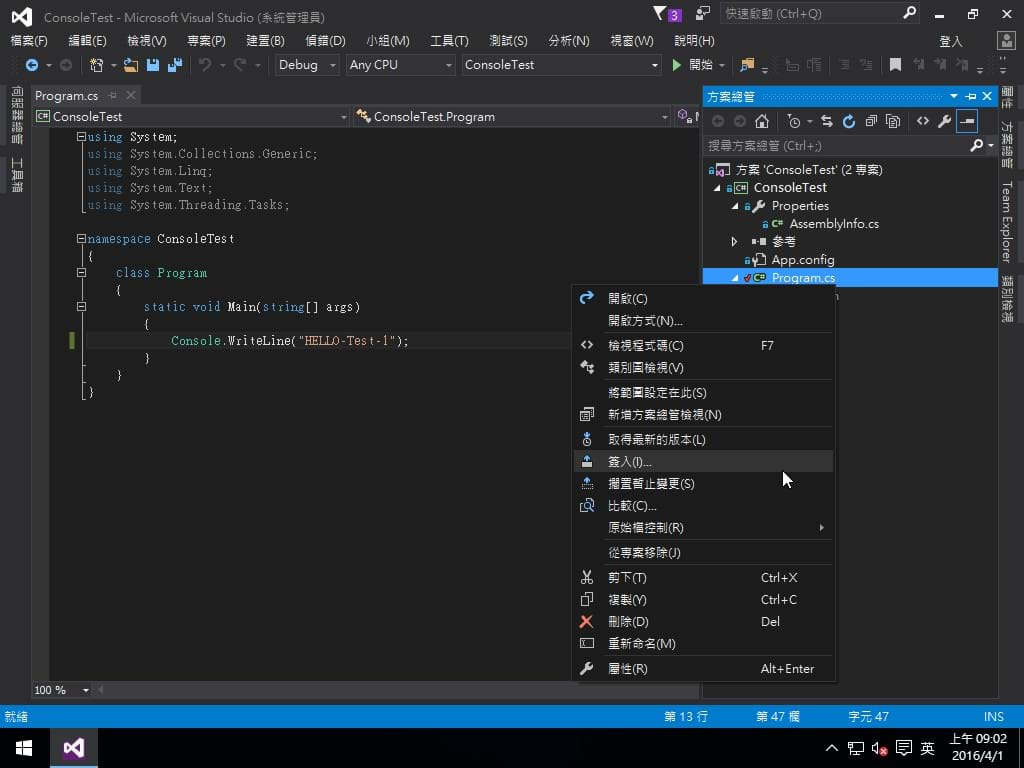 ConsoleTest - Microsoft Visual Studio (系統管理員)
3
快速啟動 (Ctrl+Q)
檔案(F) 編輯(E) 檢視(V) 專案(P) 建置(B) 偵錯(D) 小組(M) 工具(T) 測試(S) 分析(N) 視窗(W) 說明(H)
登入
Debug Any CPU ConsoleTest 開始
伺服器總管
工具箱
Program.cs
ConsoleTest ConsoleTest.Program
using System;
using System.Collections.Generic;
using System.Linq;
using System.Text;
using System.Threading.Tasks;
namespace ConsoleTest
{
class Program
{
static void Main(string[] args)
{
Console.WriteLine("HELLO-Test-1");
}
}
}
100 %
方案總管
搜尋方案總管 (Ctrl+;)
方案 'ConsoleTest' (2 專案)
ConsoleTest
Properties
AssemblyInfo.cs
參考
App.config
Program.cs
屬性
方案總管
Team Explorer
類別檢視
開啟(C)
開啟方式(N)...
檢視程式碼(C) F7
類別圖檢視(V)
將範圍設定在此(S)
新增方案總管檢視(N)
取得最新的版本(L)
簽入(I)...
擱置暫止變更(S)
比較(C)...
原始檔控制(R)
從專案移除(J)
剪下(T) Ctrl+X
複製(Y) Ctrl+C
刪除(D) Del
重新命名(M)
屬性(R) Alt+Enter
就緒 第 13 行 第 47 欄 字元 47 INS
英
上午 09:02
2016/4/1